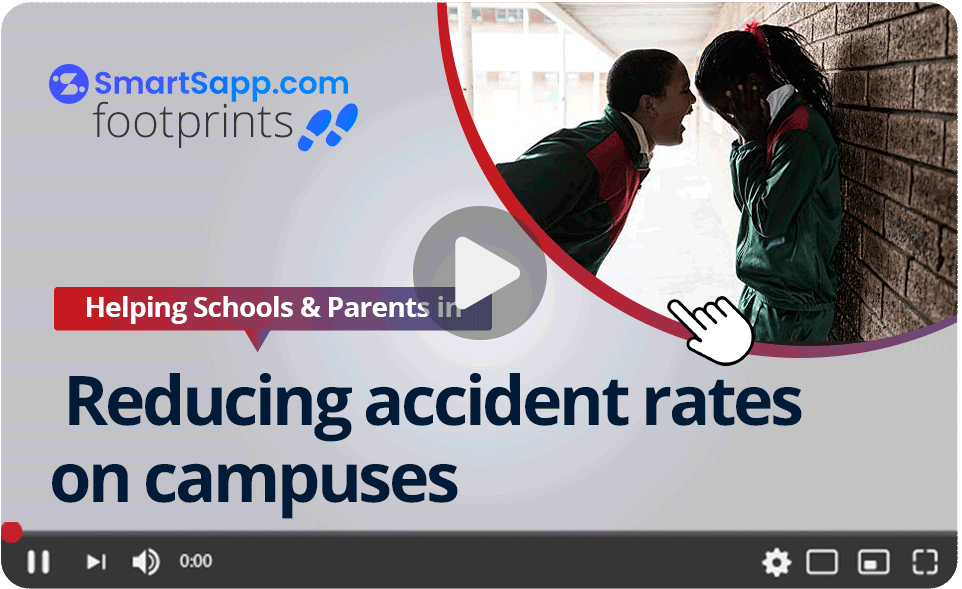 SmartSapp.com
footprints
Helping Schools & Parents in
Reducing accident rates
on campuses
0:00